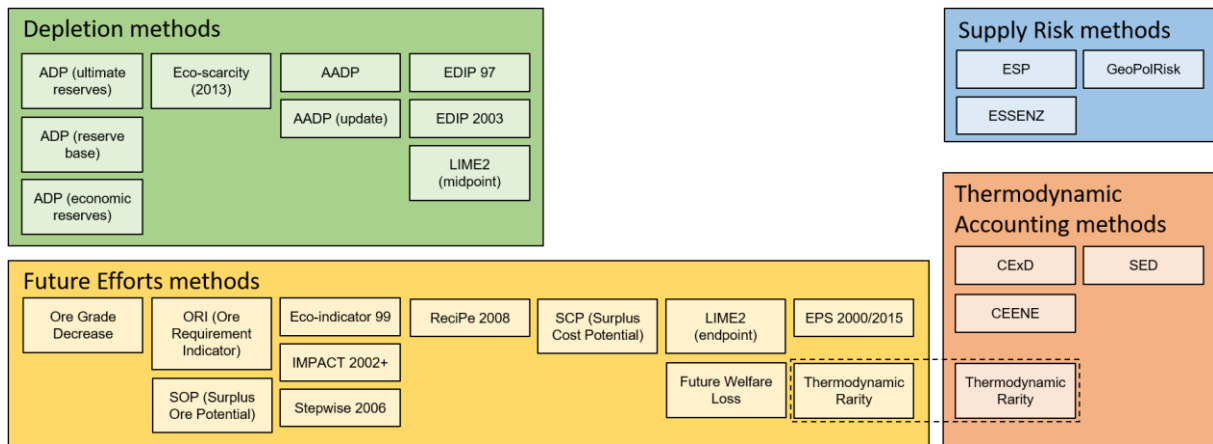 Depletion methods
ADP (ultimate
reserves)
ADP (reserve
base)
ADP (economic
reserves)
Eco-scarcity
(2013)
AADP
AADP (update)
EDIP 97
EDIP 2003
LIME2
(midpoint)
Supply Risk methods
ESP
GeoPolRisk
ESSENZ
Future Efforts methods
Ore Grade
Decrease
ORI (Ore
Requirement
Indicator)
SOP (Surplus
Ore Potential)
Eco-indicator 99
IMPACT 2002+
Stepwise 2006
ReciPe 2008
SCP (Surplus
Cost Potential)
LIME2
(endpoint)
Future Welfare
Loss
EPS 2000/2015
Thermodynamic
Rarity
Thermodynamic
Accounting methods
CExD
SED
CEENE
Thermodynamic
Rarity